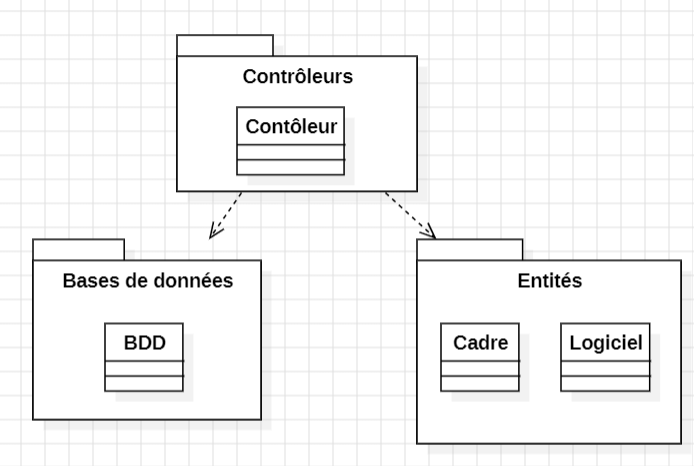 Contrôleurs
Contôleur
Bases de données
BDD
Entités
Cadre
Logiciel